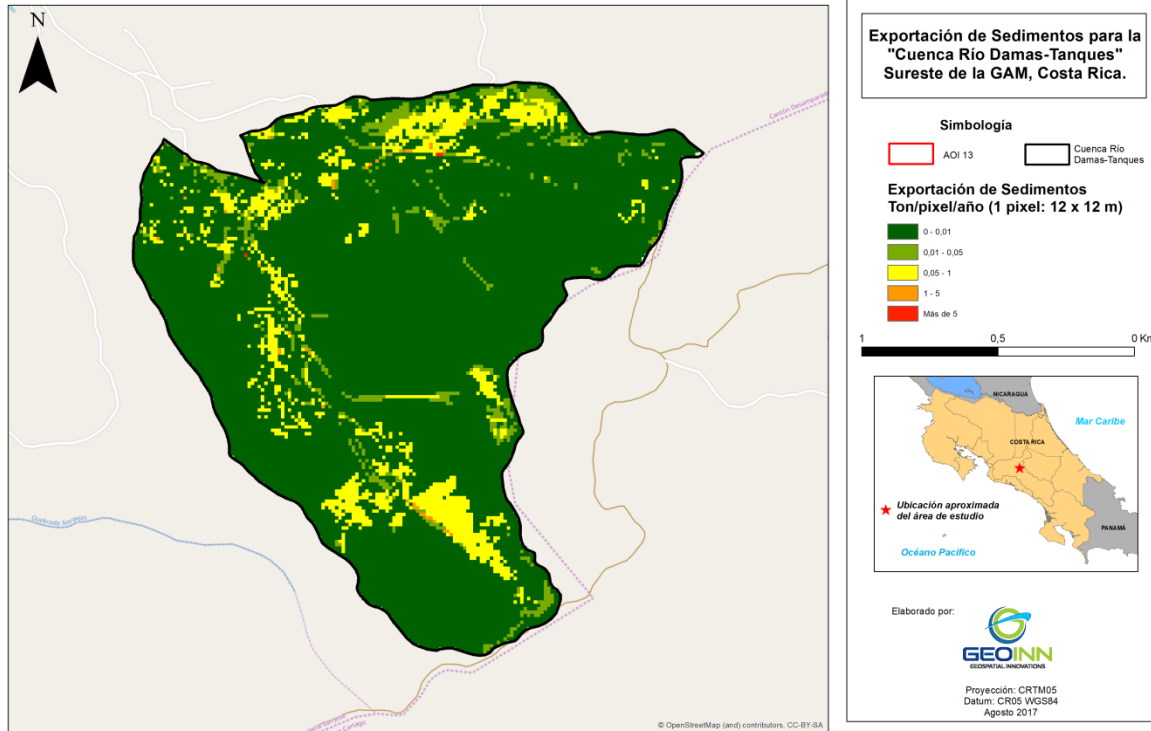 N
Cantón Desamparado
Quebrada
Cartago
© OpenStreetMap (and) contributors, CC-BY-SA
Exportación de Sedimentos para la
"Cuenca Río Damas-Tanques"
Sureste de la GAM, Costa Rica.
Simbología
AOI 13
Cuenca Río
Damas-Tanques
Exportación de Sedimentos
Ton/pixel/año (1 pixel: 12 x 12 m)
0 - 0,01
0,01 - 0,05
0,05 - 1
1 - 5
Más de 5
1 0,5 0 Km
NICARAGUA
Mar Caribe
COSTA RICA
Ubicación aproximada
del área de estudio
PANAMÁ
Océano Pacífico
Elaborado por:
GEOINN
GEOSPATIAL INNOVATIONS
Proyección: CRTM05
Datum: CR05 WGS84
Agosto 2017